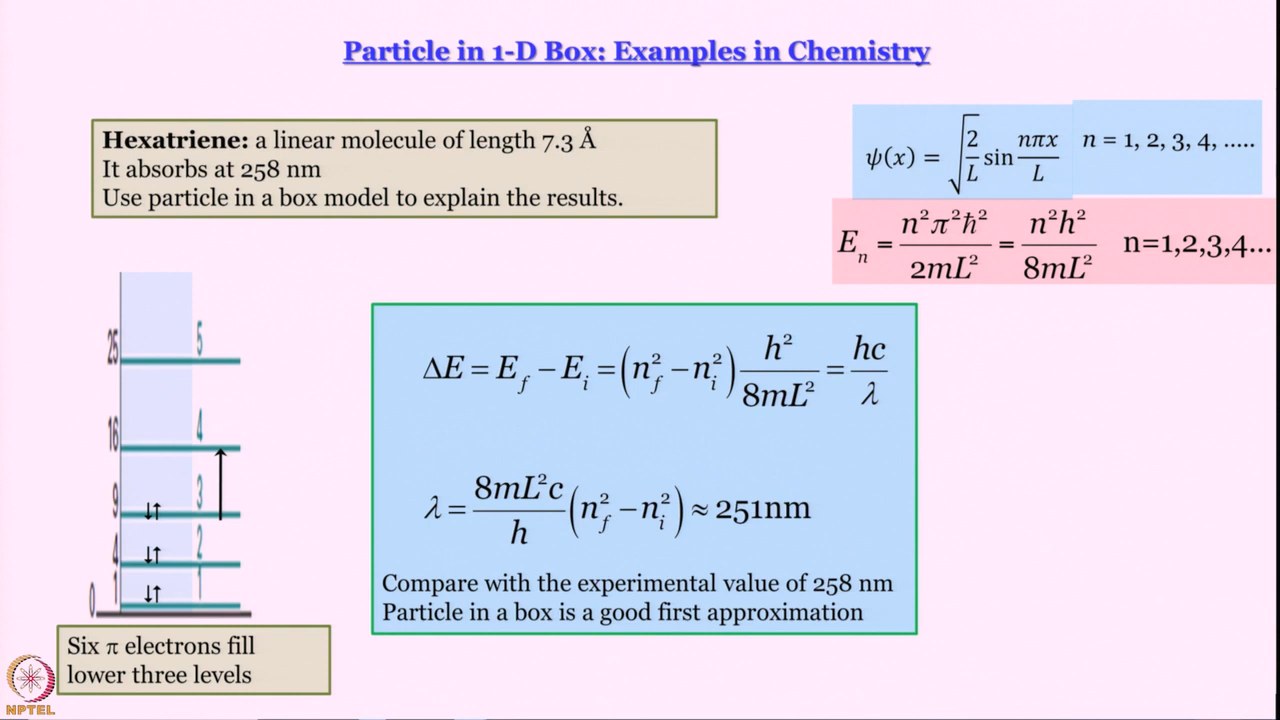 Particle in 1-D Box: Examples in Chemistry
Hexatriene: a linear molecule of length 7.3 Å
It absorbs at 258 nm
Use particle in a box model to explain the results.
ψ(x) = √(2/L) sin nπx/L n = 1, 2, 3, 4, .....
E_n = n²π²ħ²/2mL² = n²h²/8mL² n=1,2,3,4...
25 5
16 4
9 ↓↑ 3
4 ↓↑ 2
1 ↓↑ 1
0
Six π electrons fill
lower three levels
ΔE = E_f − E_i = (n_f² − n_i²) h²/8mL² = hc/λ
λ = 8mL²c/h (n_f² − n_i²) ≈ 251nm
Compare with the experimental value of 258 nm
Particle in a box is a good first approximation
NPTEL